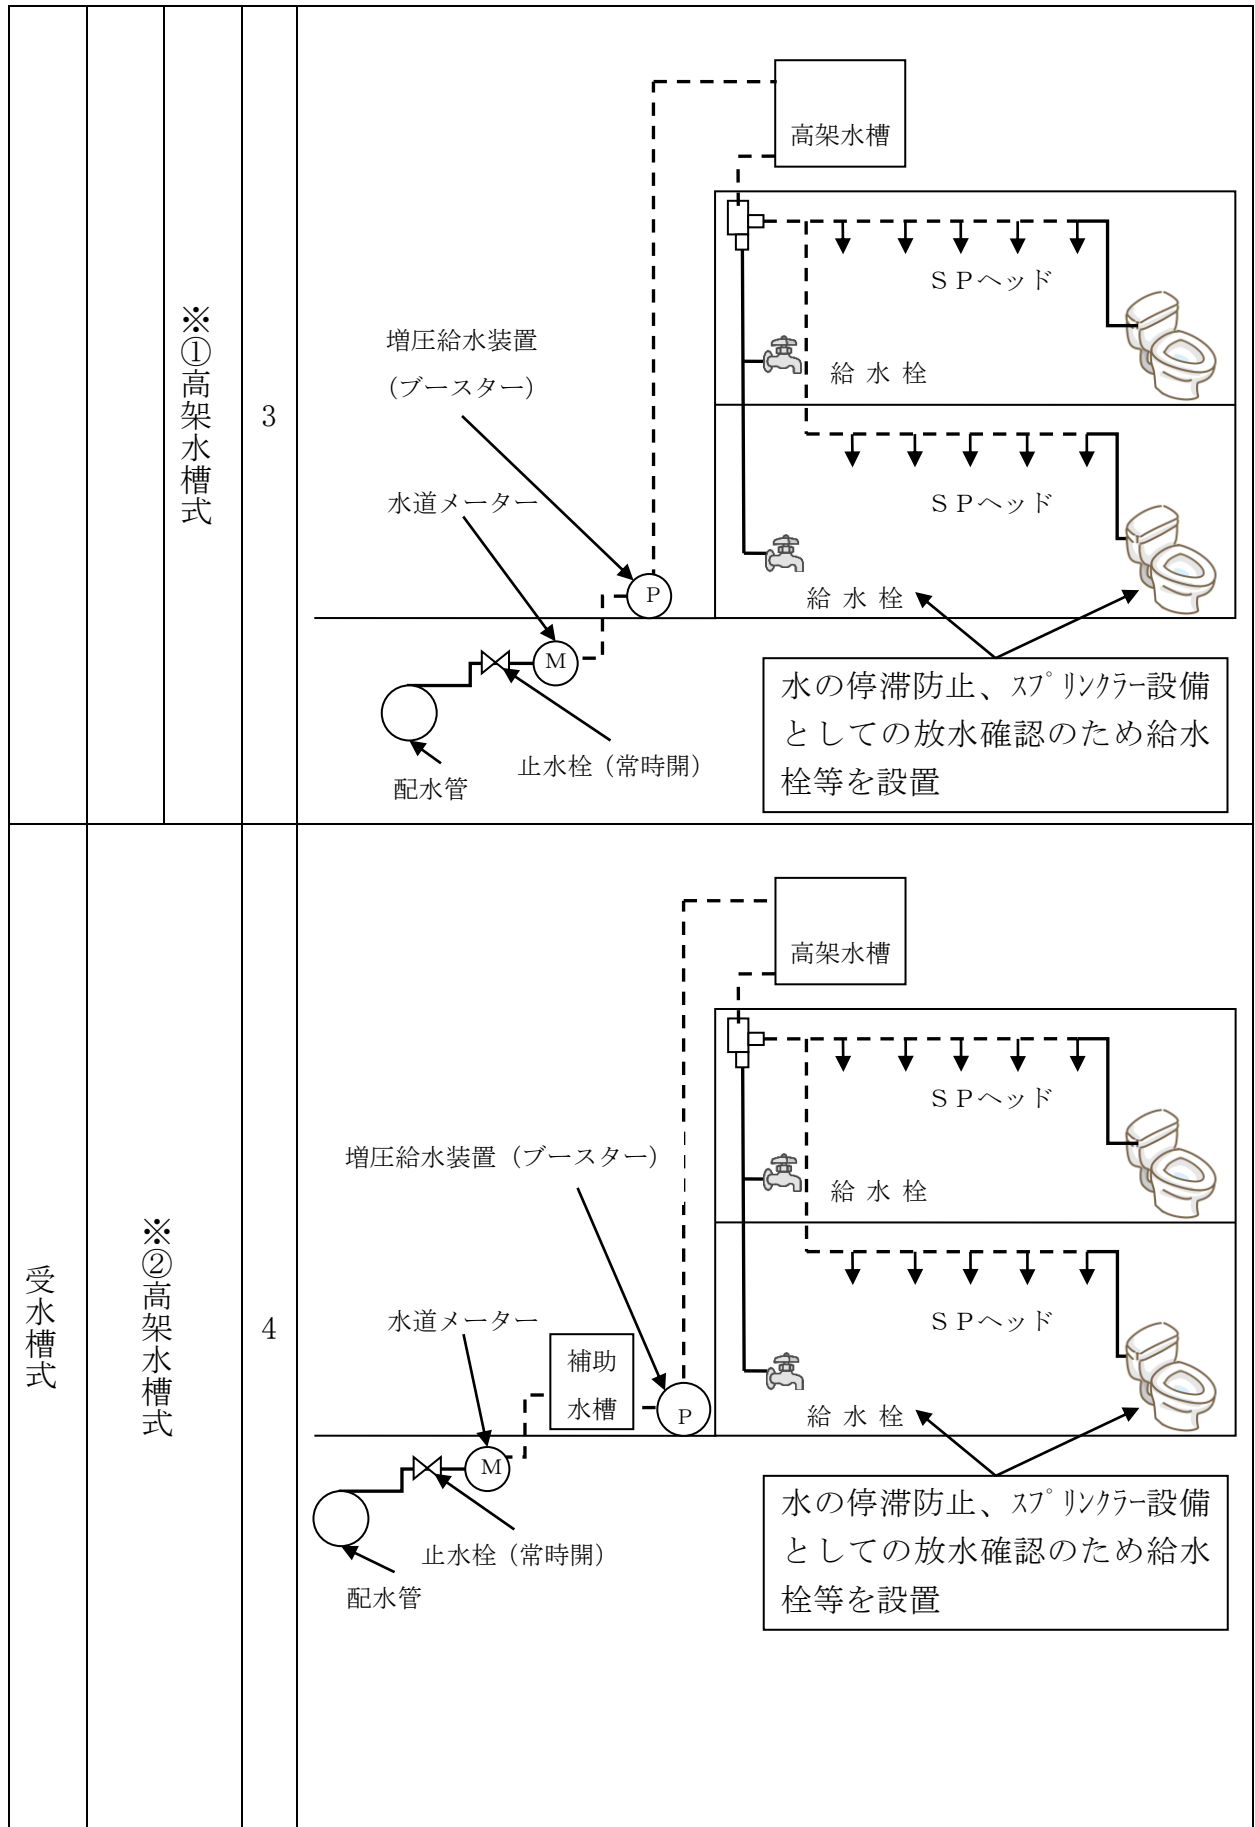 ※①高架水槽式
3
高架水槽
SPヘッド
増圧給水装置
(ブースター)
給水栓
水道メーター
SPヘッド
P
給水栓
M
水の停滞防止、ｽﾌﾟﾘﾝｸﾗｰ設備
としての放水確認のため給水
栓等を設置
止水栓(常時開)
配水管
受水槽式
※②高架水槽式
4
高架水槽
SPヘッド
増圧給水装置(ブースター)
給水栓
水道メーター
SPヘッド
補助
水槽
P
給水栓
M
水の停滞防止、ｽﾌﾟﾘﾝｸﾗｰ設備
としての放水確認のため給水
栓等を設置
止水栓(常時開)
配水管